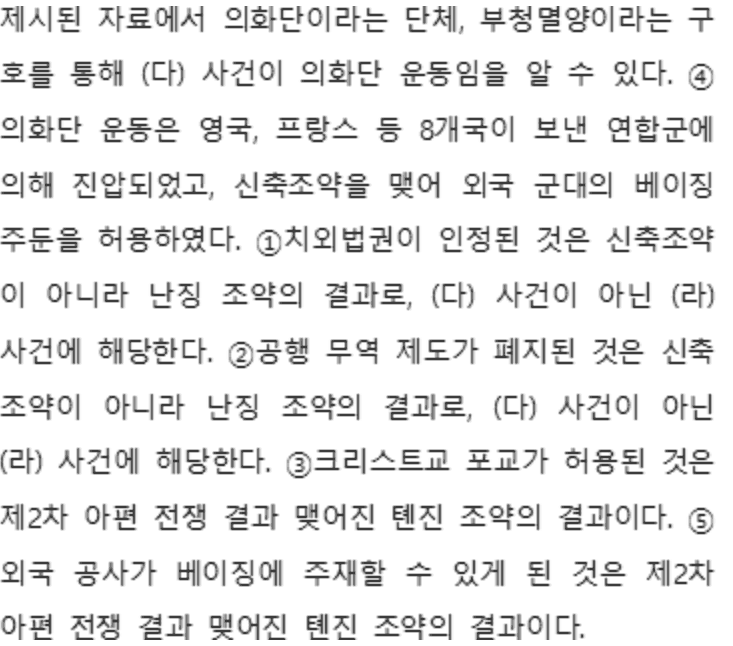 제시된 자료에서 의화단이라는 단체, 부청멸양이라는 구
호를 통해 (다) 사건이 의화단 운동임을 알 수 있다. ④
의화단 운동은 영국, 프랑스 등 8개국이 보낸 연합군에
의해 진압되었고, 신축조약을 맺어 외국 군대의 베이징
주둔을 허용하였다. ①치외법권이 인정된 것은 신축조약
이 아니라 난징 조약의 결과로, (다) 사건이 아닌 (라)
사건에 해당한다. ②공행 무역 제도가 폐지된 것은 신축
조약이 아니라 난징 조약의 결과로, (다) 사건이 아닌
(라) 사건에 해당한다. ③크리스트교 포교가 허용된 것은
제2차 아편 전쟁 결과 맺어진 톈진 조약의 결과이다. ⑤
외국 공사가 베이징에 주재할 수 있게 된 것은 제2차
아편 전쟁 결과 맺어진 톈진 조약의 결과이다.